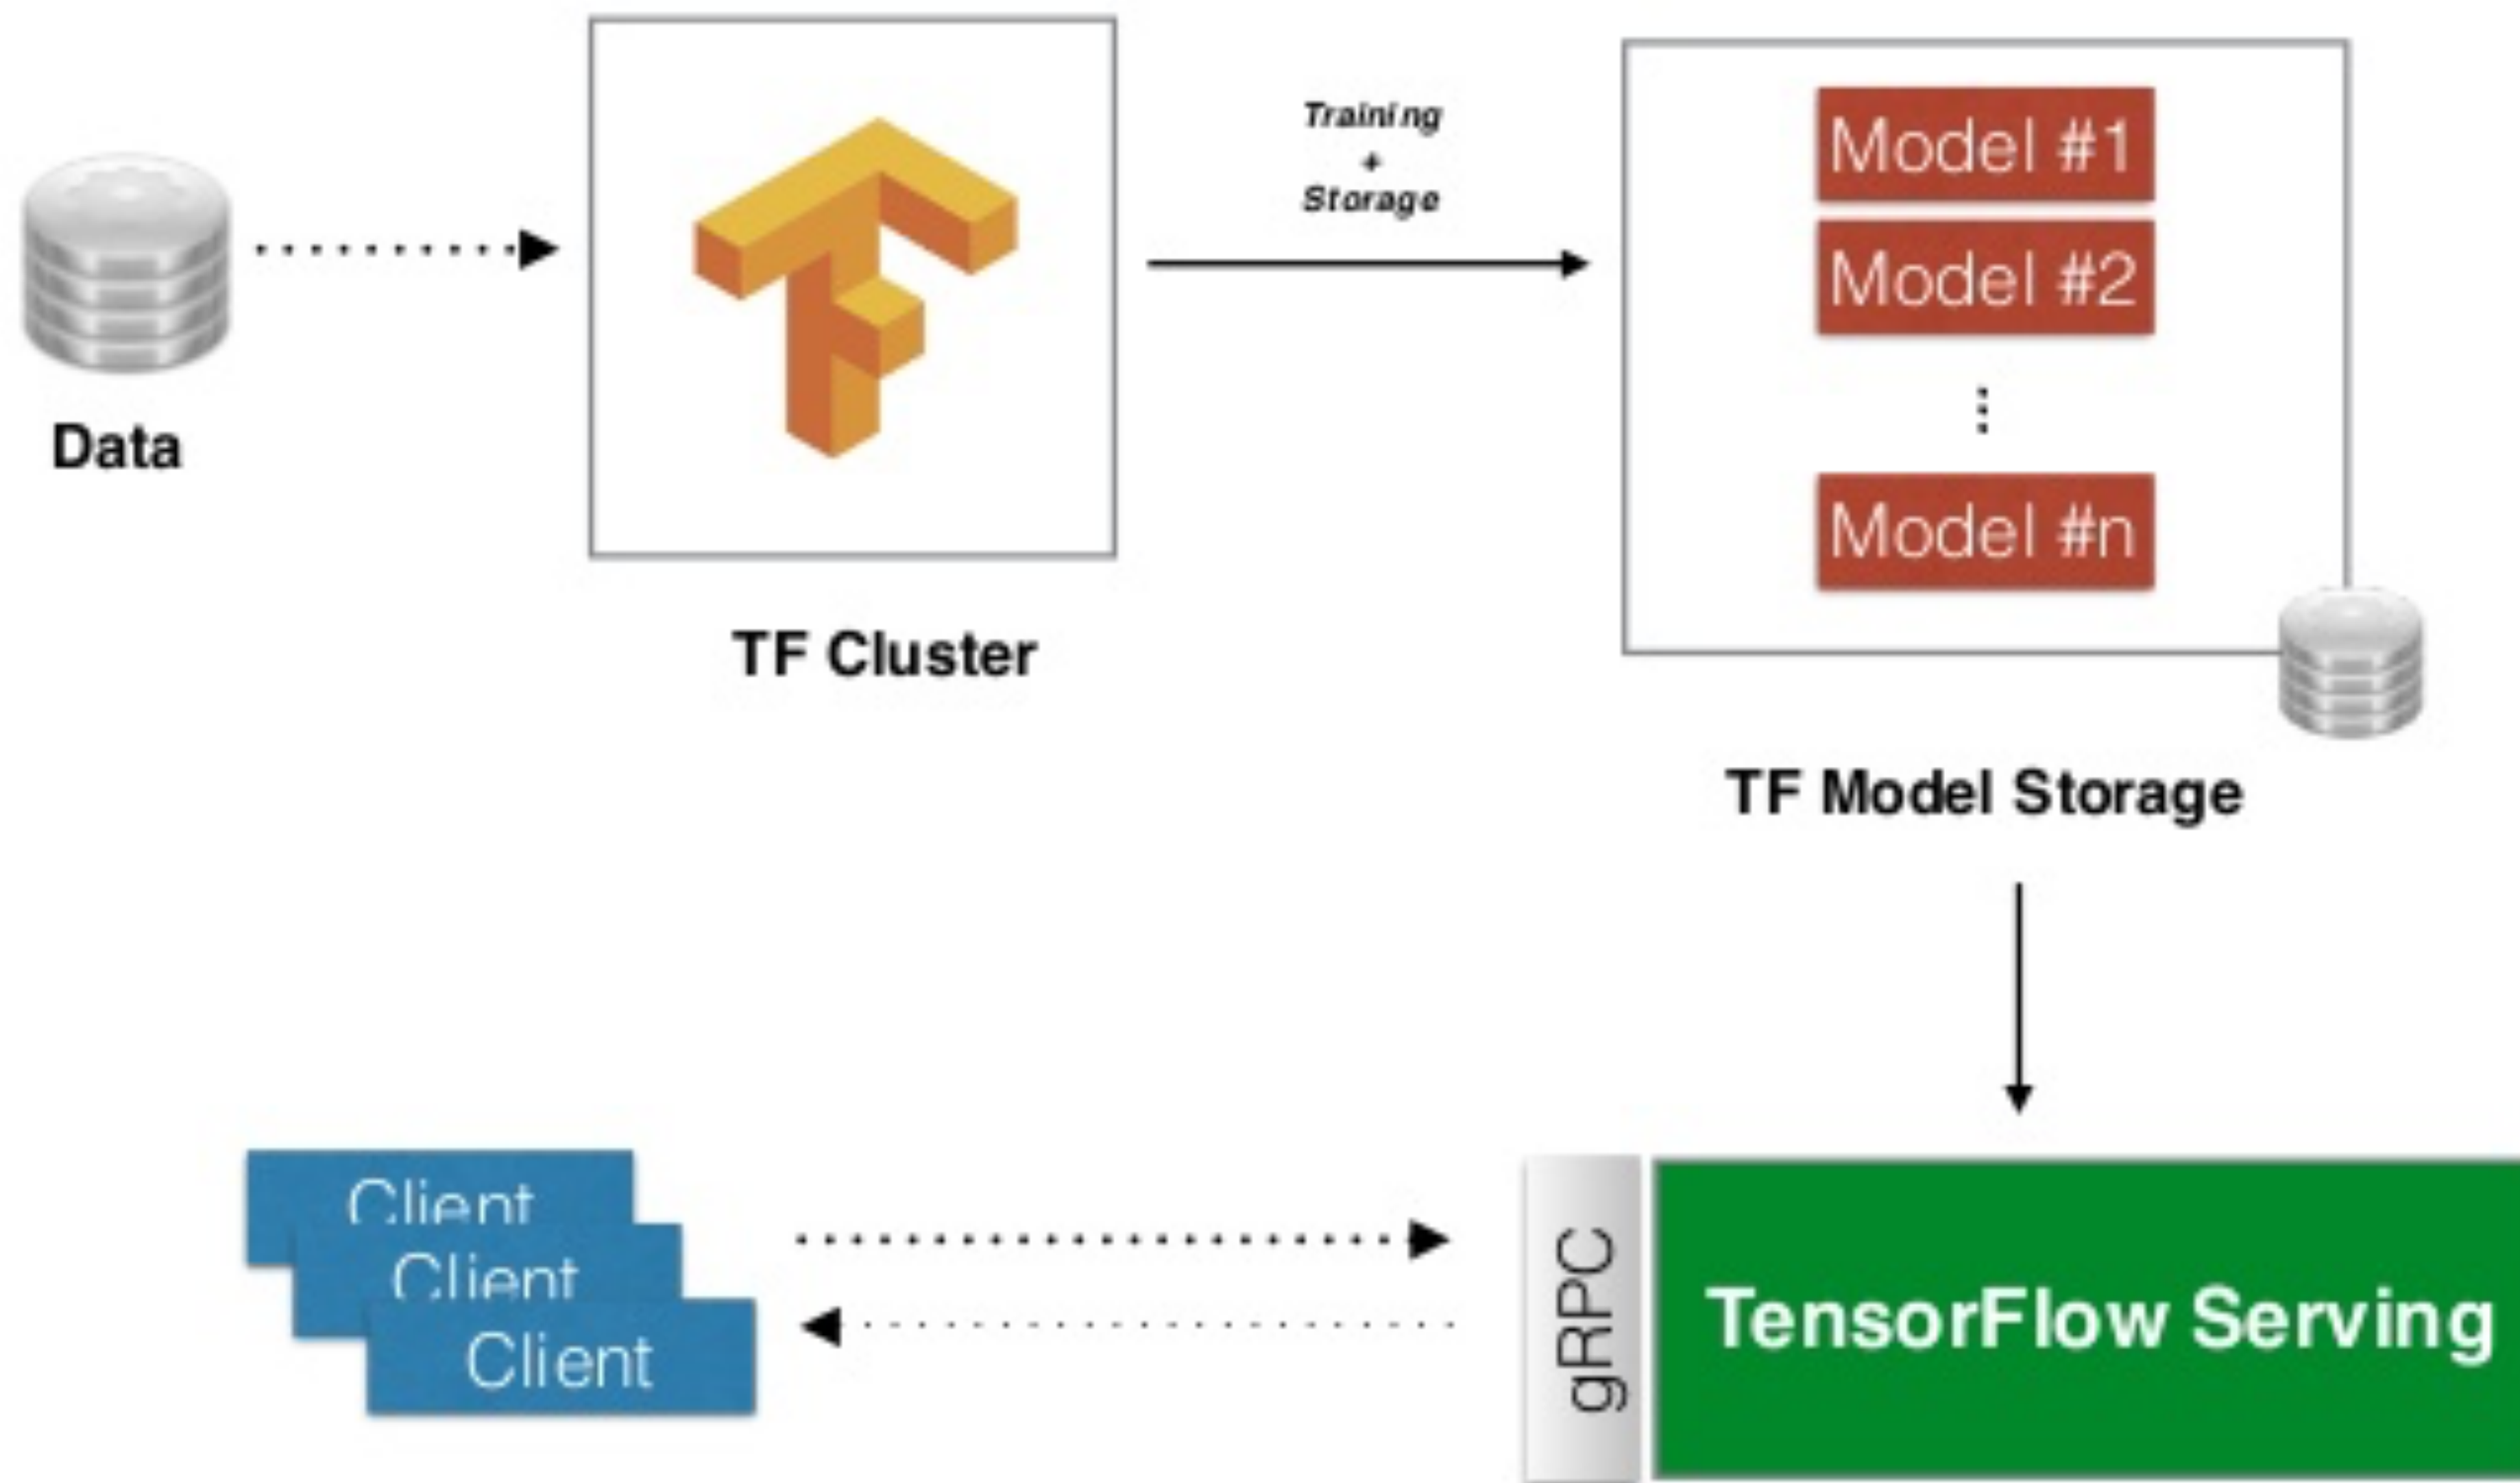 Training
+
Storage
Model #1
Model #2
⋮
Model #n
Data
TF Cluster
TF Model Storage
Client
Client
Client
gRPC
TensorFlow Serving